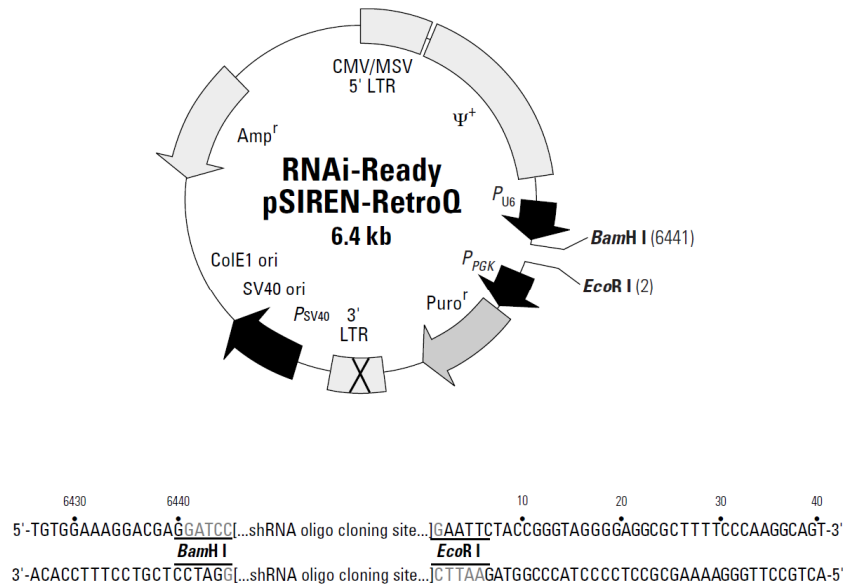 CMV/MSV
5' LTR
Ψ+
Ampr
RNAi-Ready
pSIREN-RetroQ
6.4 kb
PU6
BamH I (6441)
PPGK
EcoR I (2)
ColE1 ori
SV40 ori
Puror
PSV40
3'
LTR
6430 6440 10 20 30 40
5'-TGTGGAAAGGACGAGGATCC[...shRNA oligo cloning site...]GAATTCTACCGGGTAGGGGAGGCGCTTTTCCCAAGGCAGT-3'
BamH I EcoR I
3'-ACACCTTTCCTGCTCCTAGG[...shRNA oligo cloning site...]CTTAAGATGGCCCATCCCCTCCGCGAAAAGGGTTCCGTCA-5'